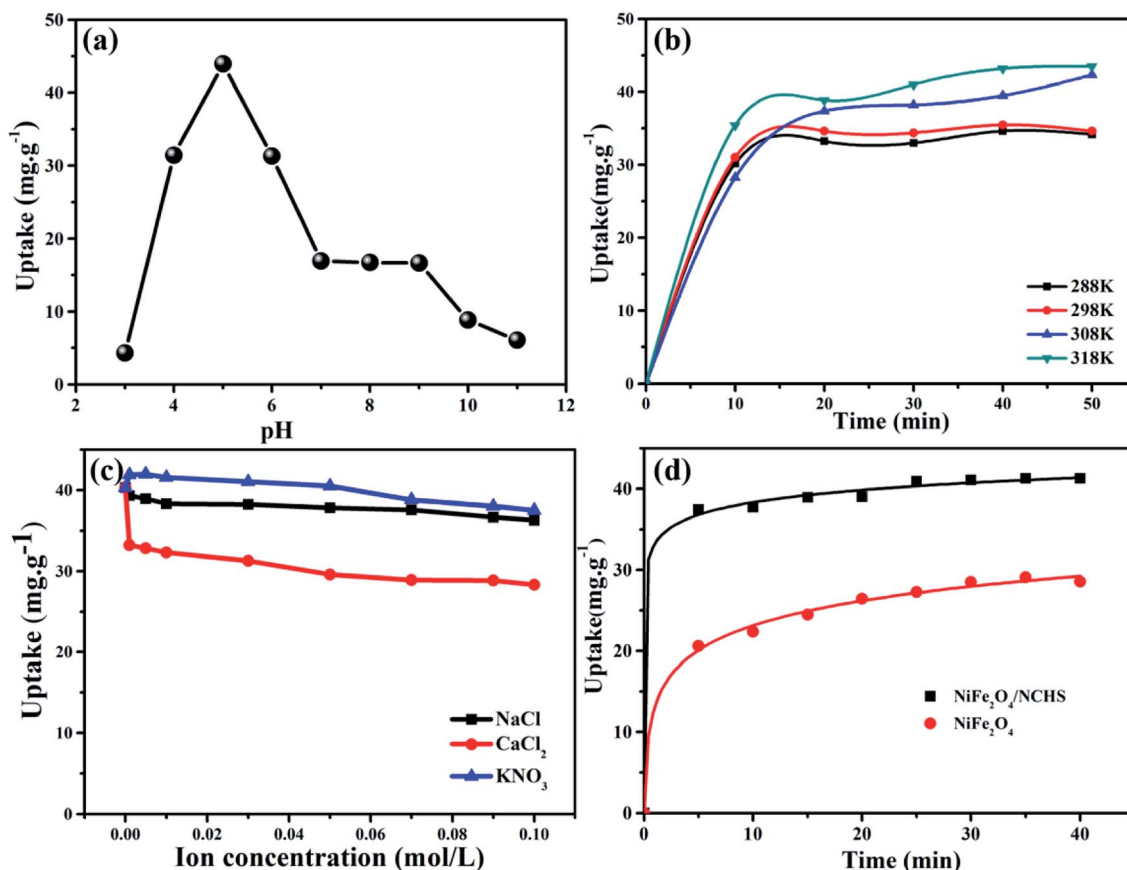 (a)
50
40
30
20
10
0
Uptake (mg.g⁻¹)
2 4 6 8 10 12
pH
(b)
50
40
30
20
10
0
Uptake(mg.g⁻¹)
288K
298K
308K
318K
0 10 20 30 40 50
Time (min)
(c)
40
30
20
10
0
Uptake (mg.g⁻¹)
NaCl
CaCl₂
KNO₃
0.00 0.02 0.04 0.06 0.08 0.10
Ion concentration (mol/L)
(d)
40
30
20
10
0
Uptake(mg.g⁻¹)
NiFe₂O₄/NCHS
NiFe₂O₄
0 10 20 30 40
Time (min)